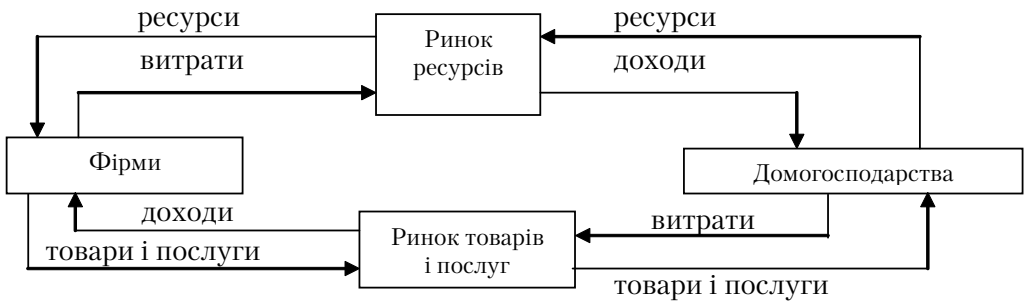 ресурси
ресурси
Ринок
ресурсів
витрати
доходи
Фірми
Домогосподарства
доходи
витрати
Ринок товарів
і послуг
товари і послуги
товари і послуги